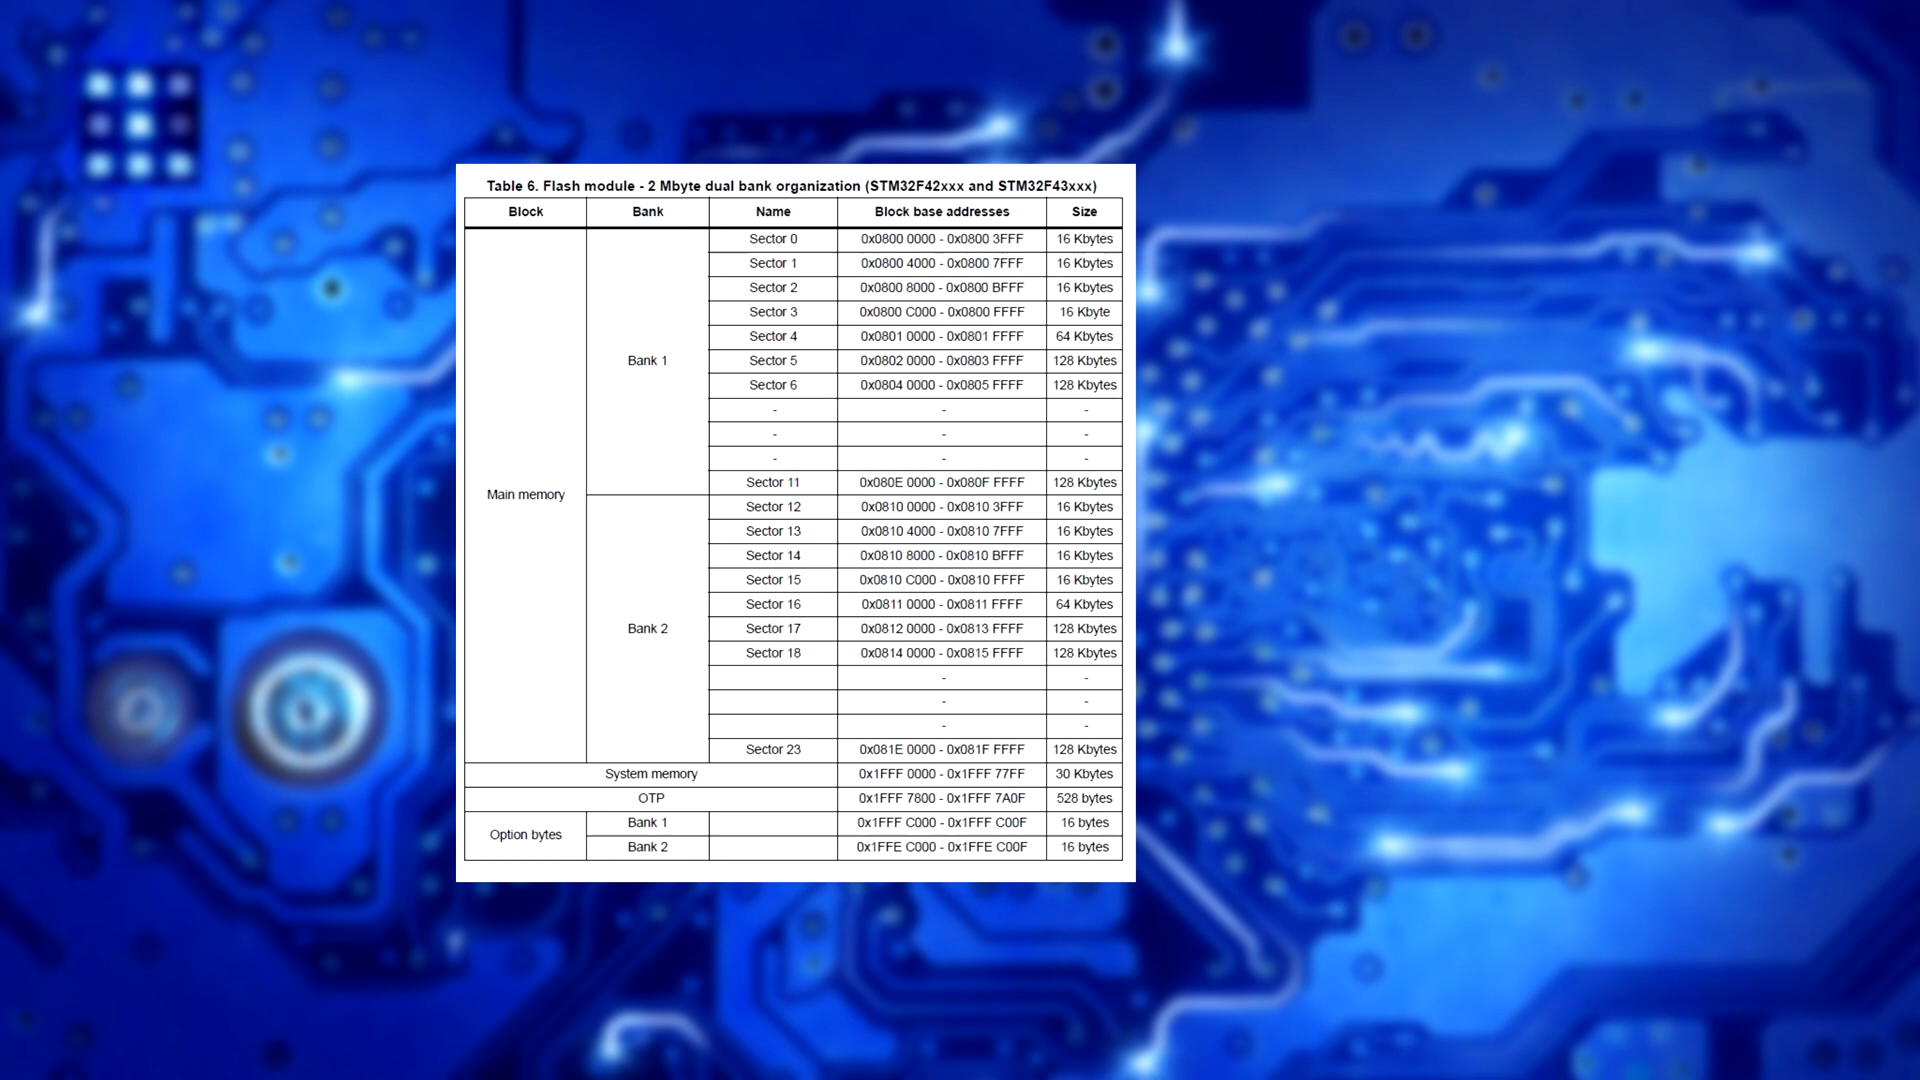 Table 6. Flash module - 2 Mbyte dual bank organization (STM32F42xxx and STM32F43xxx)
Block Bank Name Block base addresses Size
Main memory Bank 1 Sector 0 0x0800 0000 - 0x0800 3FFF 16 Kbytes
Sector 1 0x0800 4000 - 0x0800 7FFF 16 Kbytes
Sector 2 0x0800 8000 - 0x0800 BFFF 16 Kbytes
Sector 3 0x0800 C000 - 0x0800 FFFF 16 Kbyte
Sector 4 0x0801 0000 - 0x0801 FFFF 64 Kbytes
Sector 5 0x0802 0000 - 0x0803 FFFF 128 Kbytes
Sector 6 0x0804 0000 - 0x0805 FFFF 128 Kbytes
- - -
- - -
- - -
Sector 11 0x080E 0000 - 0x080F FFFF 128 Kbytes
Bank 2 Sector 12 0x0810 0000 - 0x0810 3FFF 16 Kbytes
Sector 13 0x0810 4000 - 0x0810 7FFF 16 Kbytes
Sector 14 0x0810 8000 - 0x0810 BFFF 16 Kbytes
Sector 15 0x0810 C000 - 0x0810 FFFF 16 Kbytes
Sector 16 0x0811 0000 - 0x0811 FFFF 64 Kbytes
Sector 17 0x0812 0000 - 0x0813 FFFF 128 Kbytes
Sector 18 0x0814 0000 - 0x0815 FFFF 128 Kbytes
- -
- -
- -
Sector 23 0x081E 0000 - 0x081F FFFF 128 Kbytes
System memory 0x1FFF 0000 - 0x1FFF 77FF 30 Kbytes
OTP 0x1FFF 7800 - 0x1FFF 7A0F 528 bytes
Option bytes Bank 1 0x1FFF C000 - 0x1FFF C00F 16 bytes
Bank 2 0x1FFE C000 - 0x1FFE C00F 16 bytes